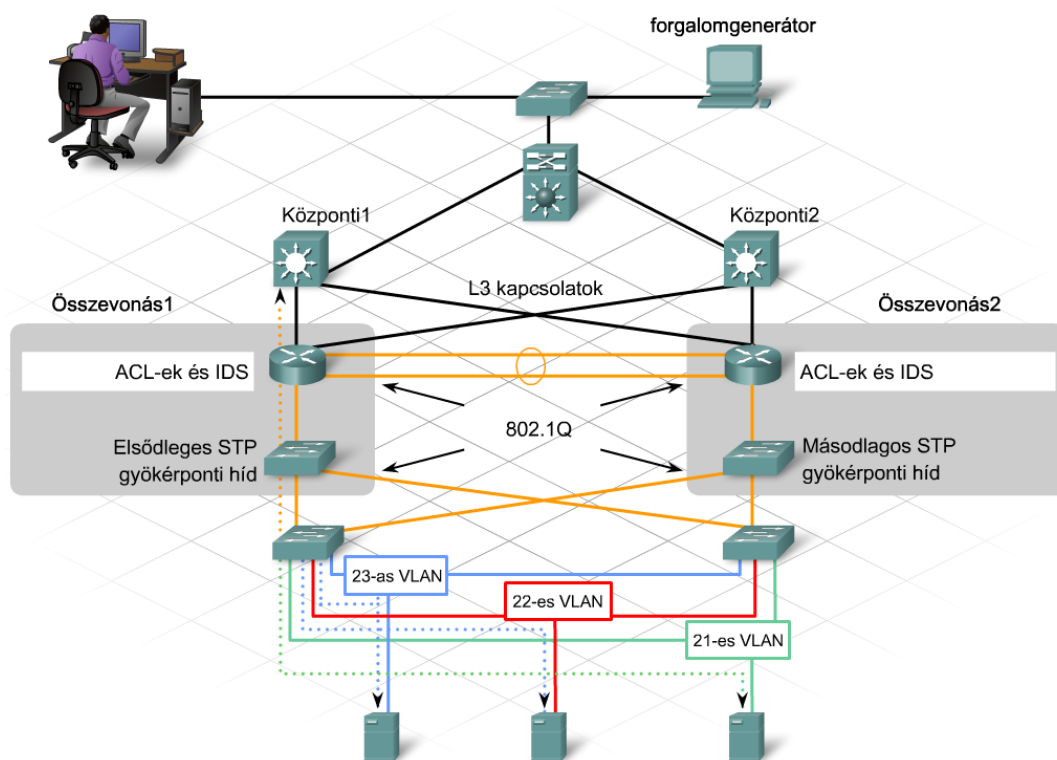 forgalomgenerátor
Központi1
Központi2
L3 kapcsolatok
Összevonás1
Összevonás2
ACL-ek és IDS
ACL-ek és IDS
802.1Q
Elsődleges STP
gyökérponti híd
Másodlagos STP
gyökérponti híd
23-as VLAN
22-es VLAN
21-es VLAN